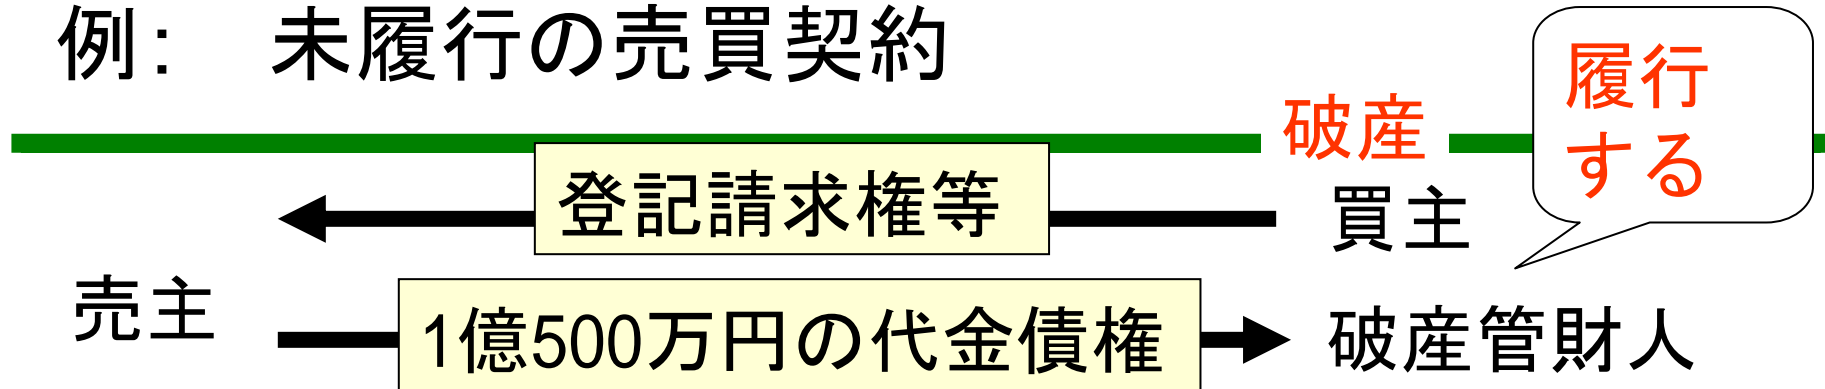 例：　未履行の売買契約
破産
履行
する
登記請求権等
買主
売主
1億500万円の代金債権
破産管財人